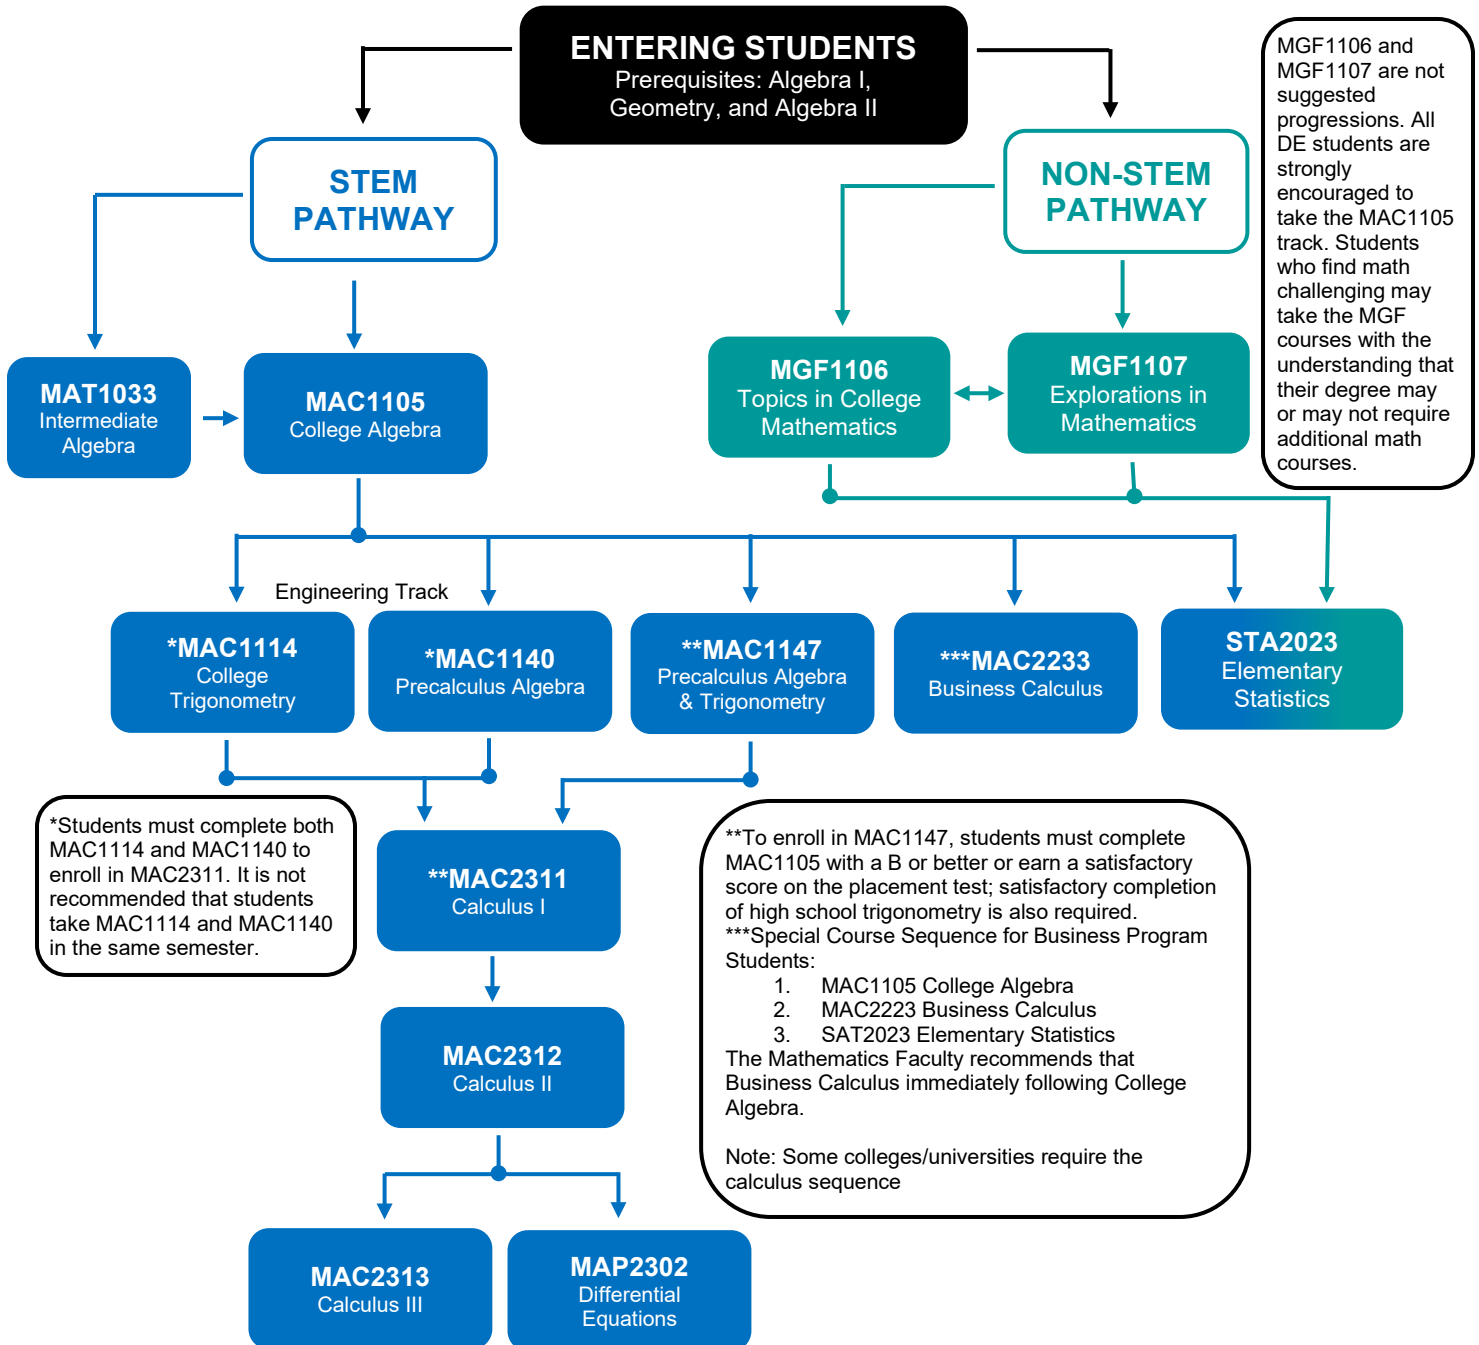 ENTERING STUDENTS
Prerequisites: Algebra I,
Geometry, and Algebra II
MGF1106 and
MGF1107 are not
suggested
progressions. All
DE students are
strongly
encouraged to
take the MAC1105
track. Students
who find math
challenging may
take the MGF
courses with the
understanding that
their degree may
or may not require
additional math
courses.
STEM
PATHWAY
NON-STEM
PATHWAY
MAT1033
Intermediate
Algebra
MAC1105
College Algebra
MGF1106
Topics in College
Mathematics
MGF1107
Explorations in
Mathematics
Engineering Track
*MAC1114
College
Trigonometry
*MAC1140
Precalculus Algebra
**MAC1147
Precalculus Algebra
& Trigonometry
***MAC2233
Business Calculus
STA2023
Elementary
Statistics
*Students must complete both
MAC1114 and MAC1140 to
enroll in MAC2311. It is not
recommended that students
take MAC1114 and MAC1140
in the same semester.
**MAC2311
Calculus I
**To enroll in MAC1147, students must complete
MAC1105 with a B or better or earn a satisfactory
score on the placement test; satisfactory completion
of high school trigonometry is also required.
***Special Course Sequence for Business Program
Students:
1. MAC1105 College Algebra
2. MAC2223 Business Calculus
3. SAT2023 Elementary Statistics
The Mathematics Faculty recommends that
Business Calculus immediately following College
Algebra.
Note: Some colleges/universities require the
calculus sequence
MAC2312
Calculus II
MAC2313
Calculus III
MAP2302
Differential
Equations